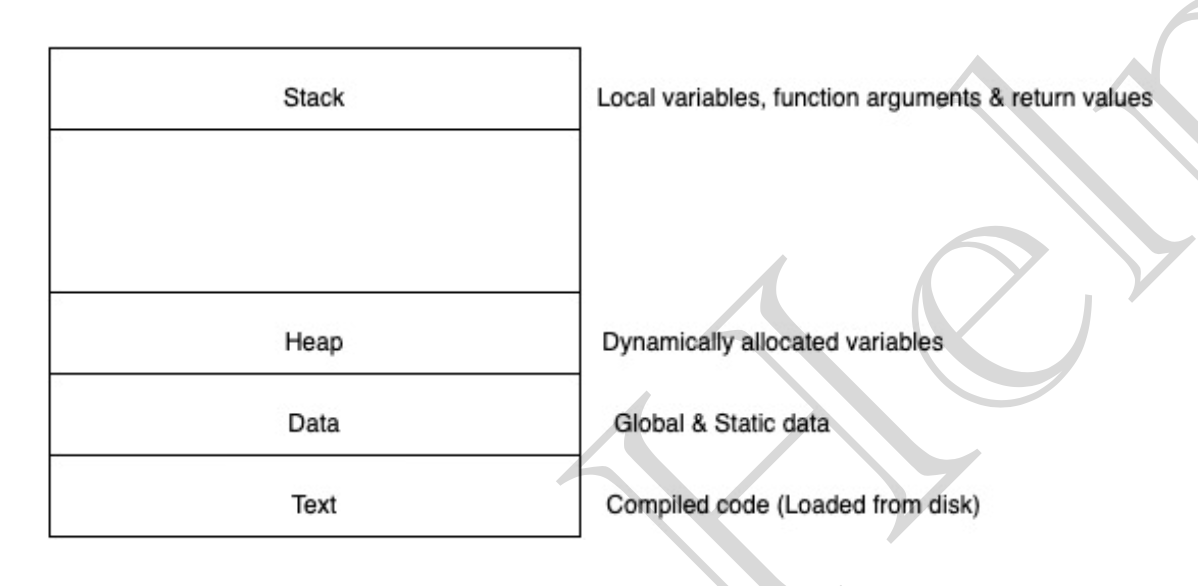 Stack Local variables, function arguments & return values
Heap Dynamically allocated variables
Data Global & Static data
Text Compiled code (Loaded from disk)